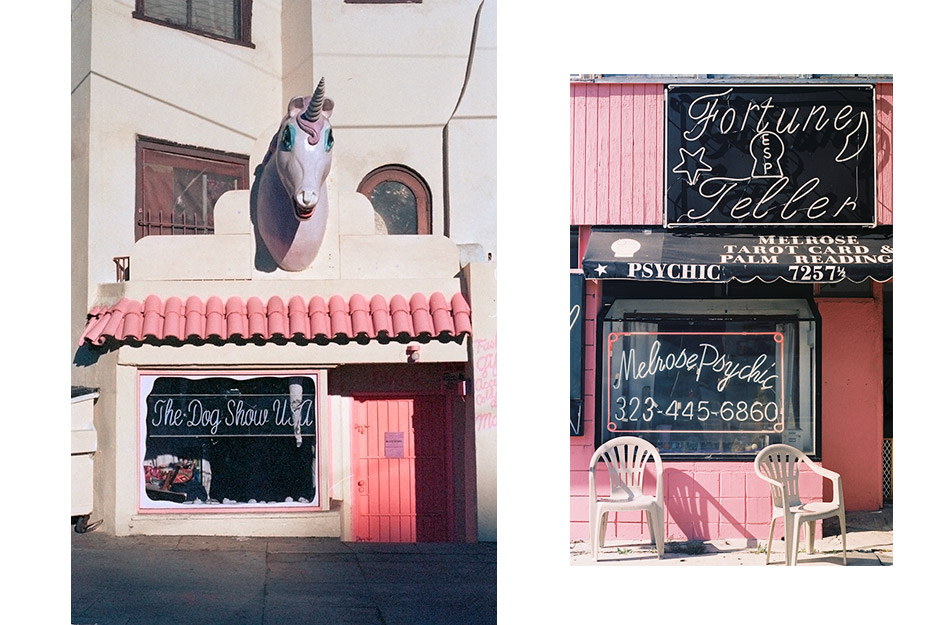 The Dog Show USA
Fortune
ESP
Teller
MELROSE
TAROT CARD &
PALM READING
PSYCHIC 7257½
Melrose Psychic
323-445-6860